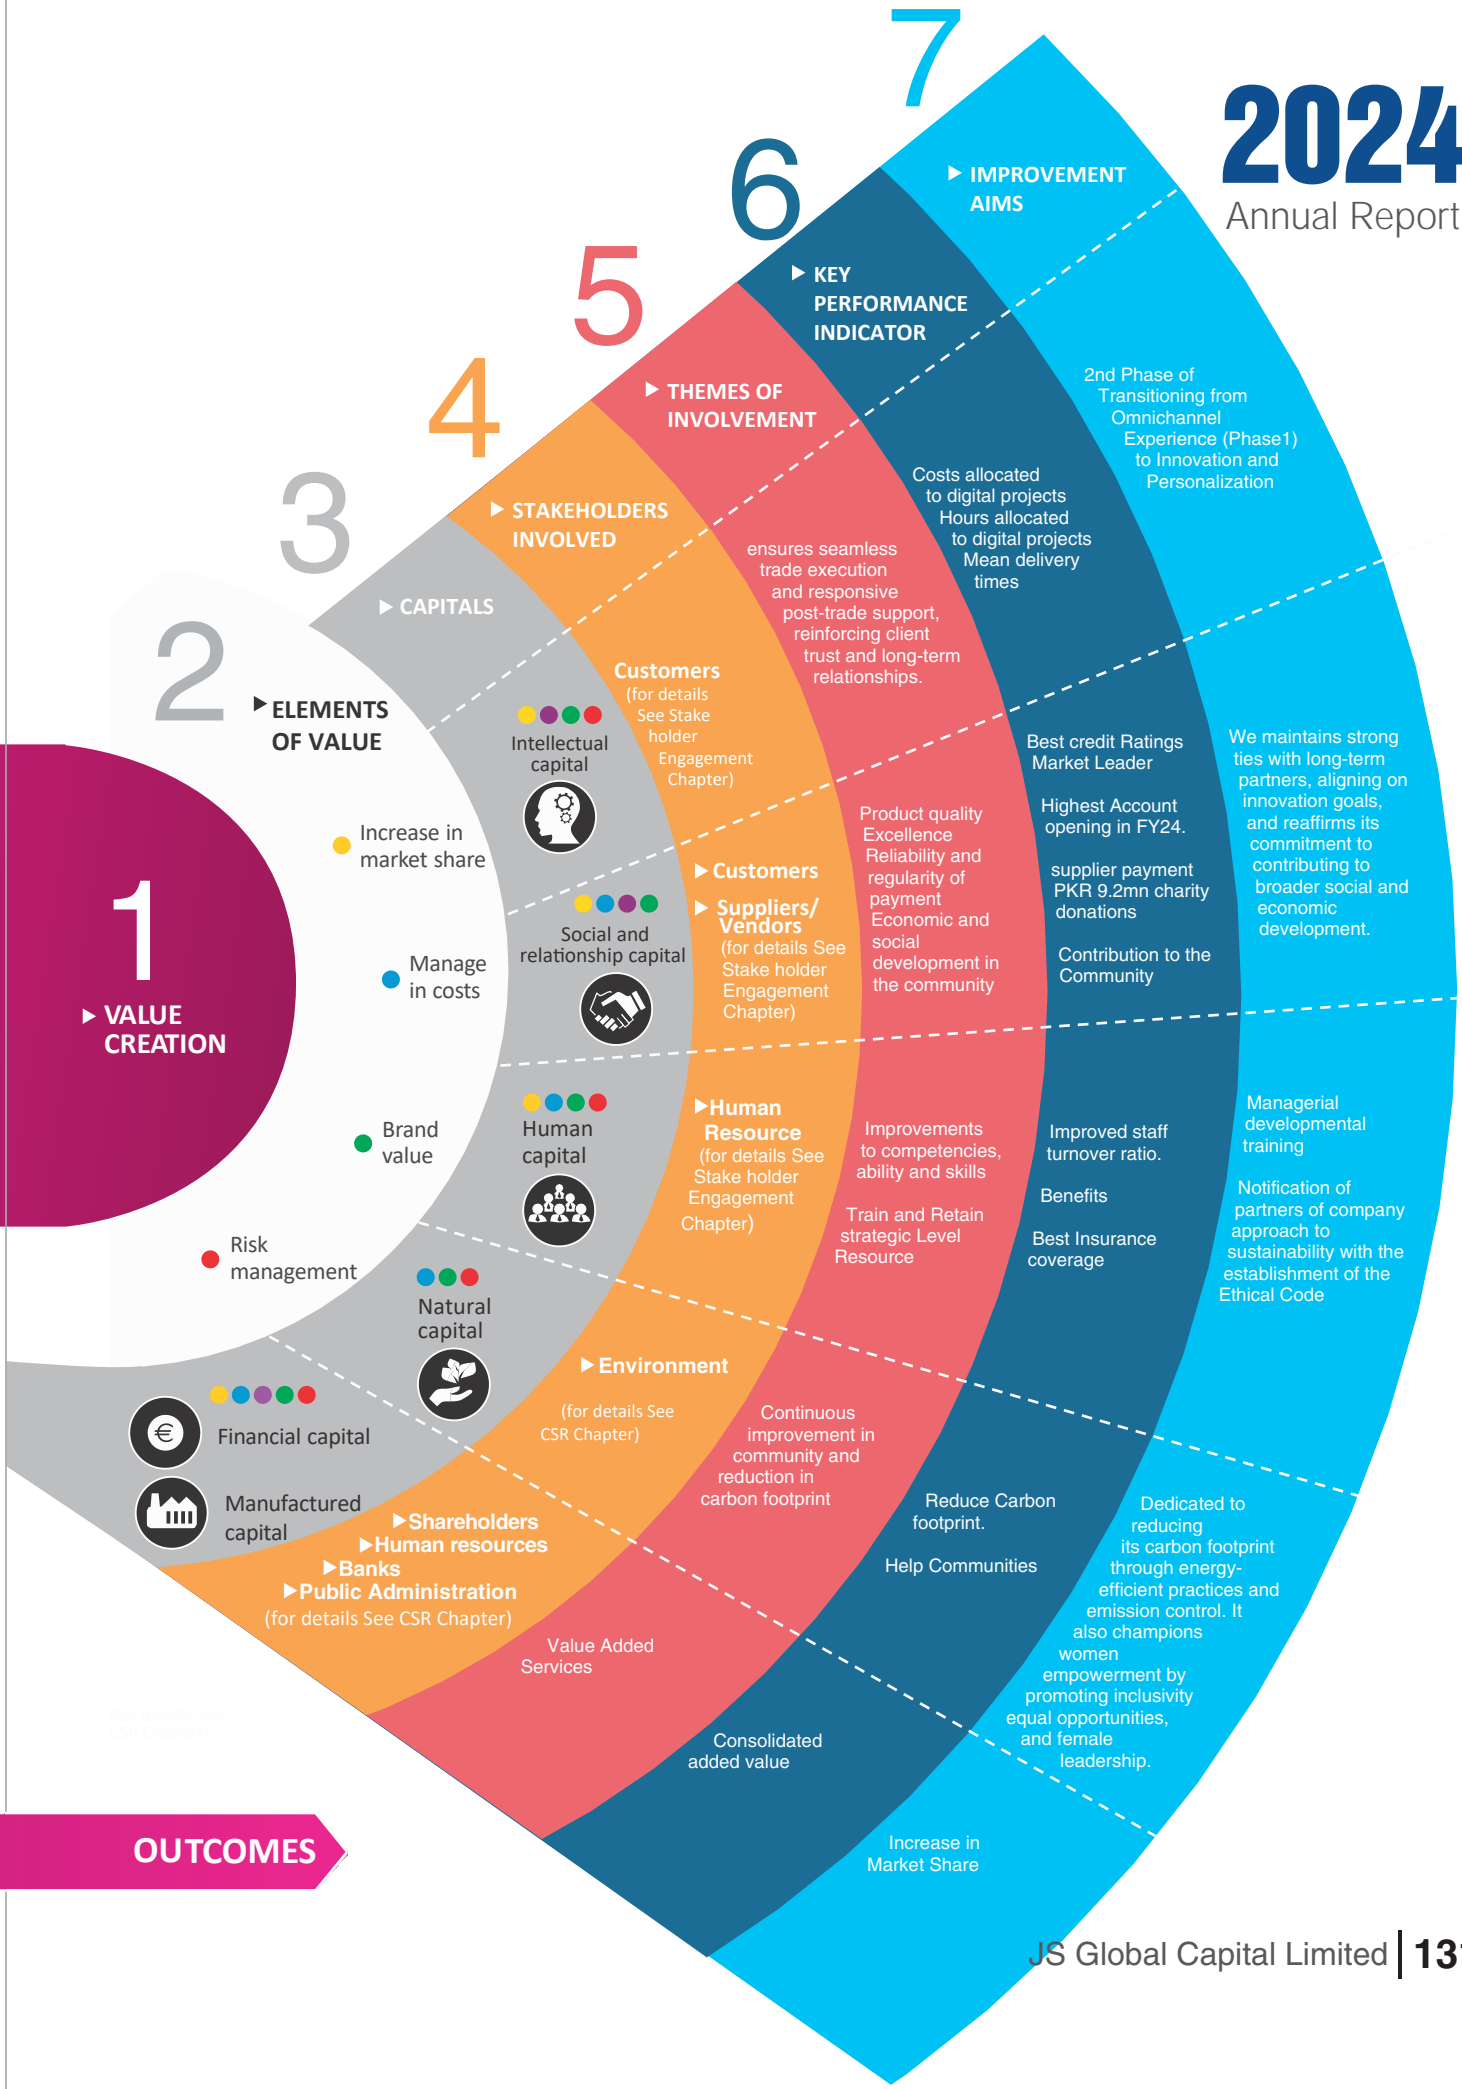 2024
Annual Report
1
VALUE
CREATION
2
ELEMENTS
OF VALUE
Increase in
market share
Manage
in costs
Brand
value
Risk
management
3
CAPITALS
Intellectual
capital
Social and
relationship capital
Human
capital
Natural
capital
Financial capital
Manufactured
capital
4
STAKEHOLDERS
INVOLVED
Customers
(for details
See Stake
holder
Engagement
Chapter)
Customers
Suppliers/
Vendors
(for details See
Stake holder
Engagement
Chapter)
Human
Resource
(for details See
Stake holder
Engagement
Chapter)
Environment
(for details See
CSR Chapter)
Shareholders
Human resources
Banks
Public Administration
(for details See CSR Chapter)
5
THEMES OF
INVOLVEMENT
ensures seamless
trade execution
and responsive
post-trade support,
reinforcing client
trust and long-term
relationships.
Product quality
Excellence
Reliability and
regularity of
payment
Economic and
social
development in
the community
Improvements
to competencies,
ability and skills
Train and Retain
strategic Level
Resource
Continuous
improvement in
community and
reduction in
carbon footprint
Value Added
Services
6
KEY
PERFORMANCE
INDICATOR
Costs allocated
to digital projects
Hours allocated
to digital projects
Mean delivery
times
Best credit Ratings
Market Leader
Highest Account
opening in FY24.
supplier payment
PKR 9.2mn charity
donations
Contribution to the
Community
Improved staff
turnover ratio.
Benefits
Best Insurance
coverage
Reduce Carbon
footprint.
Help Communities
Consolidated
added value
7
IMPROVEMENT
AIMS
2nd Phase of
Transitioning from
Omnichannel
Experience (Phase1)
to Innovation and
Personalization
We maintains strong
ties with long-term
partners, aligning on
innovation goals,
and reaffirms its
commitment to
contributing to
broader social and
economic
development.
Managerial
developmental
training
Notification of
partners of company
approach to
sustainability with the
establishment of the
Ethical Code
Dedicated to
reducing
its carbon footprint
through energy-
efficient practices and
emission control. It
also champions
women
empowerment by
promoting inclusivity
equal opportunities,
and female
leadership.
Increase in
Market Share
OUTCOMES
JS Global Capital Limited 131